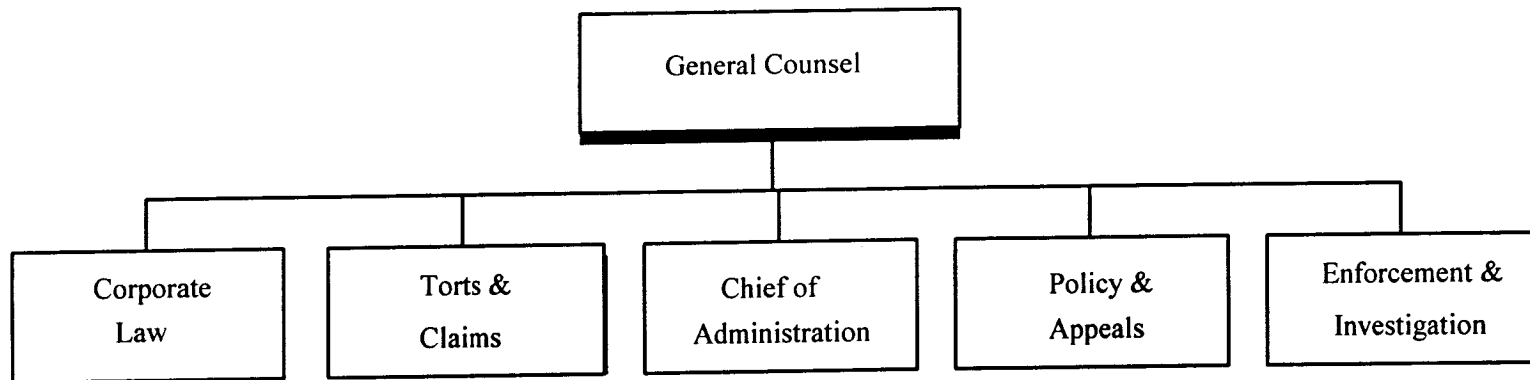 General Counsel
Corporate
Law
Torts &
Claims
Chief of
Administration
Policy &
Appeals
Enforcement &
Investigation